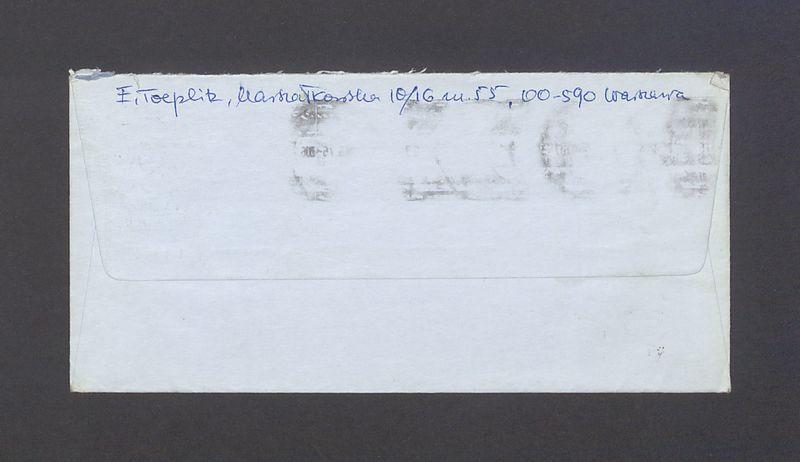 E. Toeplitz, Marszałkowska 10/16 m. 55, 00-590 Warszawa